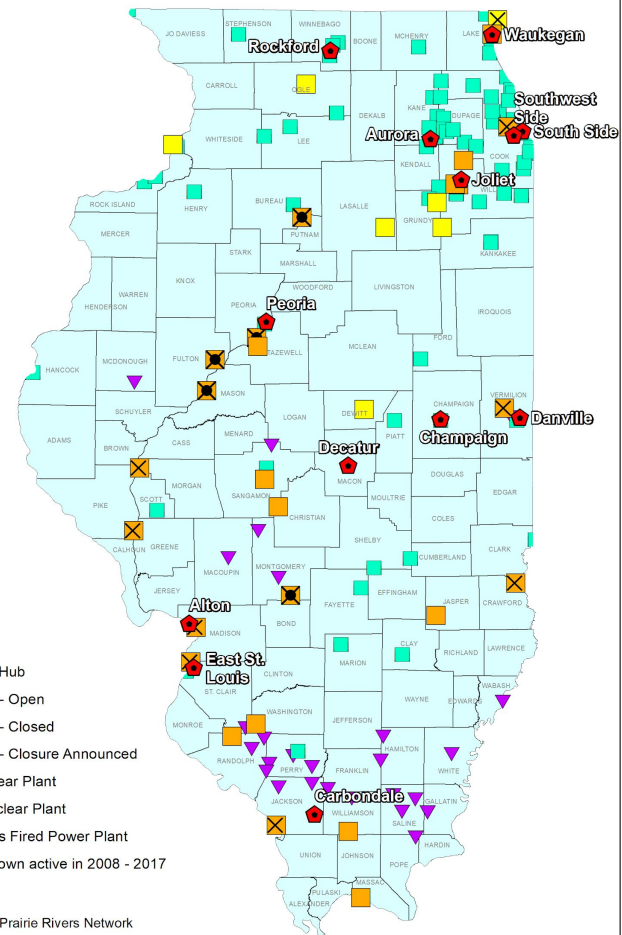 JO DAVIESS
STEPHENSON
WINNEBAGO
BOONE
MCHENRY
LAKE
Waukegan
Rockford
CARROLL
OGLE
DEKALB
KANE
DUPAGE
Southwest
Side
South Side
WHITESIDE
LEE
Aurora
COOK
KENDALL
Joliet
WILL
ROCK ISLAND
HENRY
BUREAU
LASALLE
GRUNDY
MERCER
PUTNAM
KANKAKEE
STARK
MARSHALL
KNOX
WOODFORD
LIVINGSTON
WARREN
HENDERSON
PEORIA
Peoria
IROQUOIS
FORD
HANCOCK
MCDONOUGH
FULTON
TAZEWELL
MCLEAN
MASON
SCHUYLER
LOGAN
DEWITT
CHAMPAIGN
VERMILION
Danville
Champaign
ADAMS
BROWN
CASS
MENARD
PIATT
Decatur
MACON
MORGAN
SANGAMON
DOUGLAS
EDGAR
PIKE
SCOTT
CHRISTIAN
MOULTRIE
COLES
CALHOUN
GREENE
SHELBY
MACOUPIN
MONTGOMERY
CUMBERLAND
CLARK
JERSEY
FAYETTE
EFFINGHAM
JASPER
CRAWFORD
Alton
MADISON
BOND
CLAY
RICHLAND
LAWRENCE
East St.
Louis
MARION
CLINTON
ST. CLAIR
WAYNE
EDWARDS
WABASH
MONROE
WASHINGTON
JEFFERSON
RANDOLPH
PERRY
HAMILTON
WHITE
FRANKLIN
JACKSON
Carbondale
WILLIAMSON
SALINE
GALLATIN
UNION
JOHNSON
POPE
HARDIN
PULASKI
MASSAC
ALEXANDER
Hub
- Open
- Closed
- Closure Announced
ear Plant
clear Plant
s Fired Power Plant
own active in 2008 - 2017
Prairie Rivers Network